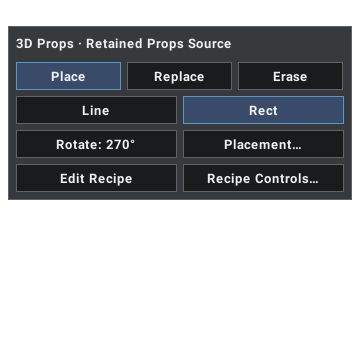 3D Props · Retained Props Source
Place Replace Erase
Line Rect
Rotate: 270° Placement…
Edit Recipe Recipe Controls…